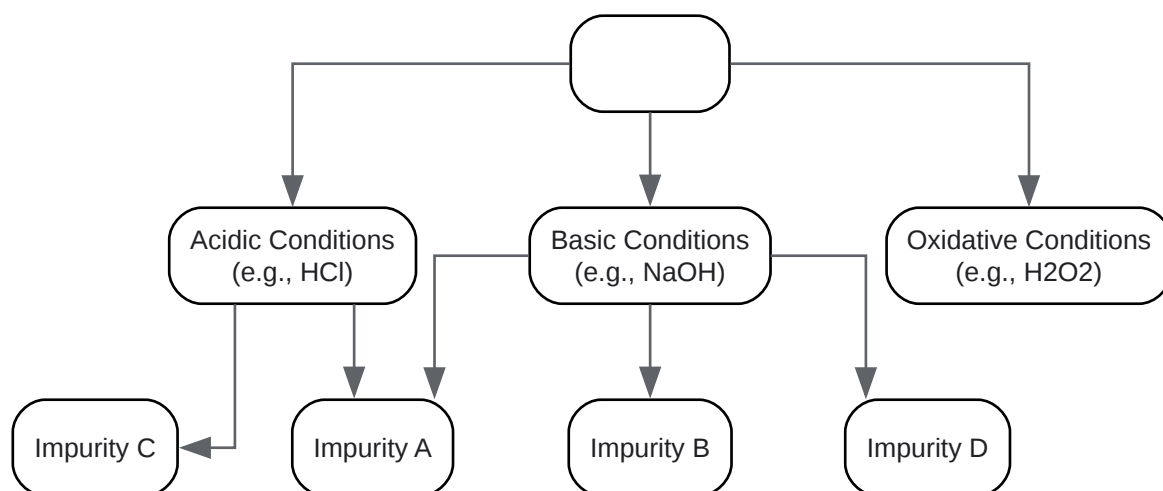 Acidic Conditions
(e.g., HCl)
Basic Conditions
(e.g., NaOH)
Oxidative Conditions
(e.g., H2O2)
Impurity C
Impurity A
Impurity B
Impurity D